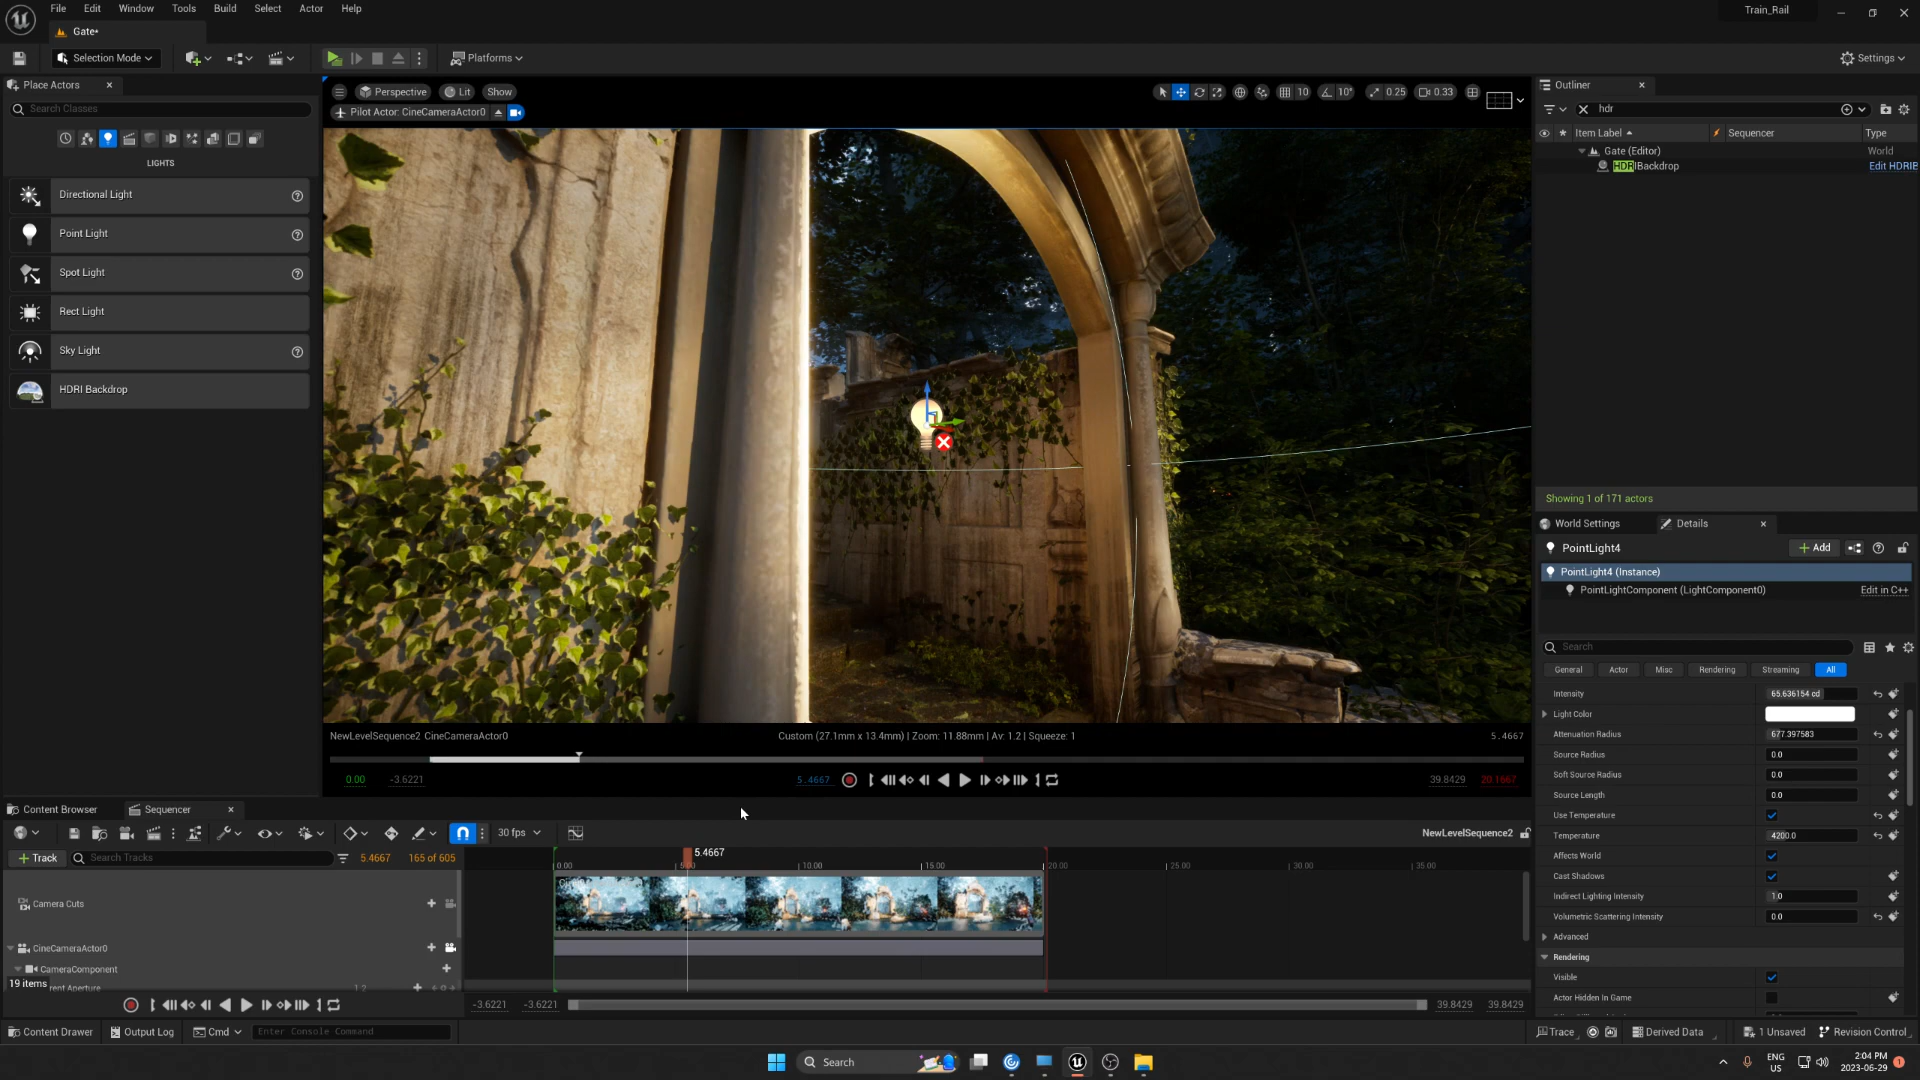 File Edit Window Tools Build Select Actor Help
Train_Rail
Gate*
Selection Mode
Platforms
Settings
Place Actors
Search Classes
LIGHTS
Directional Light
Point Light
Spot Light
Rect Light
Sky Light
HDRI Backdrop
Perspective Lit Show
10 10° 0.25 0.33
Pilot Actor: CineCameraActor0
NewLevelSequence2 CineCameraActor0
Custom (27.1mm x 13.4mm) | Zoom: 11.88mm | Av: 1.2 | Squeeze: 1
5.4667
0.00 -3.6221 5.4667 39.8429 20.1667
Outliner
hdr
Item Label Sequencer Type
Gate (Editor) World
HDRIBackdrop Edit HDRIB
Showing 1 of 171 actors
World Settings Details
PointLight4 Add
PointLight4 (Instance)
PointLightComponent (LightComponent0) Edit in C++
Search
General Actor Misc Rendering Streaming All
Intensity 65.636154 cd
Light Color
Attenuation Radius 677.397583
Source Radius 0.0
Soft Source Radius 0.0
Source Length 0.0
Use Temperature
Temperature 4200.0
Affects World
Cast Shadows
Indirect Lighting Intensity 1.0
Volumetric Scattering Intensity 0.0
Advanced
Rendering
Visible
Actor Hidden In Game
Content Browser Sequencer
30 fps
NewLevelSequence2
Track Search Tracks 5.4667 165 of 605
5.4667
0.00 5.00 10.00 15.00 20.00 25.00 30.00 35.00
Camera Cuts
CineCameraActor0
CameraComponent
19 items
rent Aperture 1.2
-3.6221 -3.6221 39.8429 39.8429
Content Drawer Output Log Cmd Enter Console Command
Trace Derived Data 1 Unsaved Revision Control
Search
ENG
US
2:04 PM
2023-06-29
1